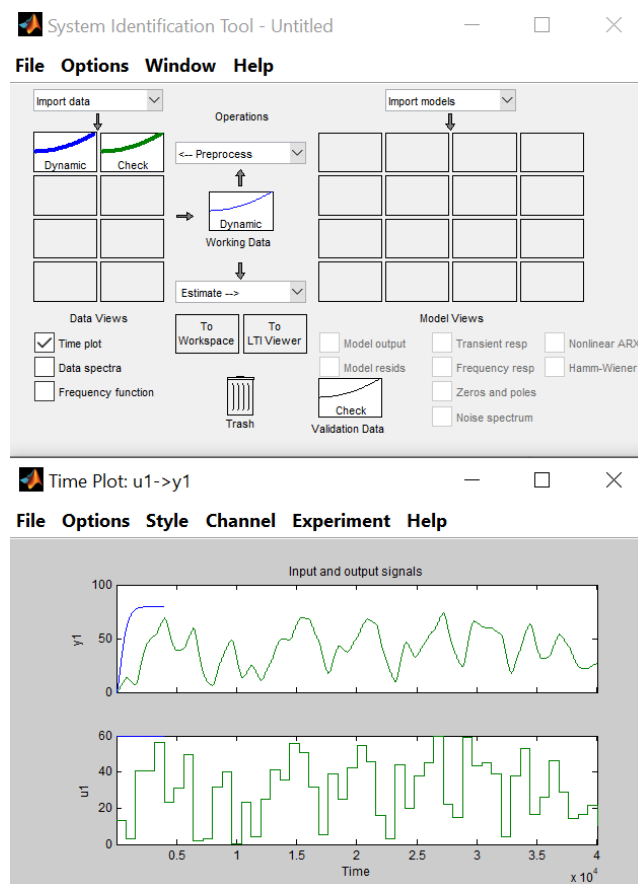 System Identification Tool - Untitled
File Options Window Help
Import data
Import models
Operations
Dynamic
Check
<-- Preprocess
Dynamic
Working Data
Estimate -->
Data Views
Model Views
Time plot
To Workspace
To LTI Viewer
Model output
Transient resp
Nonlinear ARX
Data spectra
Model resids
Frequency resp
Hamm-Wiener
Frequency function
Trash
Check
Validation Data
Zeros and poles
Noise spectrum
Time Plot: u1->y1
File Options Style Channel Experiment Help
Input and output signals
100
50
0
y1
60
40
20
0
u1
0.5 1 1.5 2 2.5 3 3.5 4
Time
x 10^4